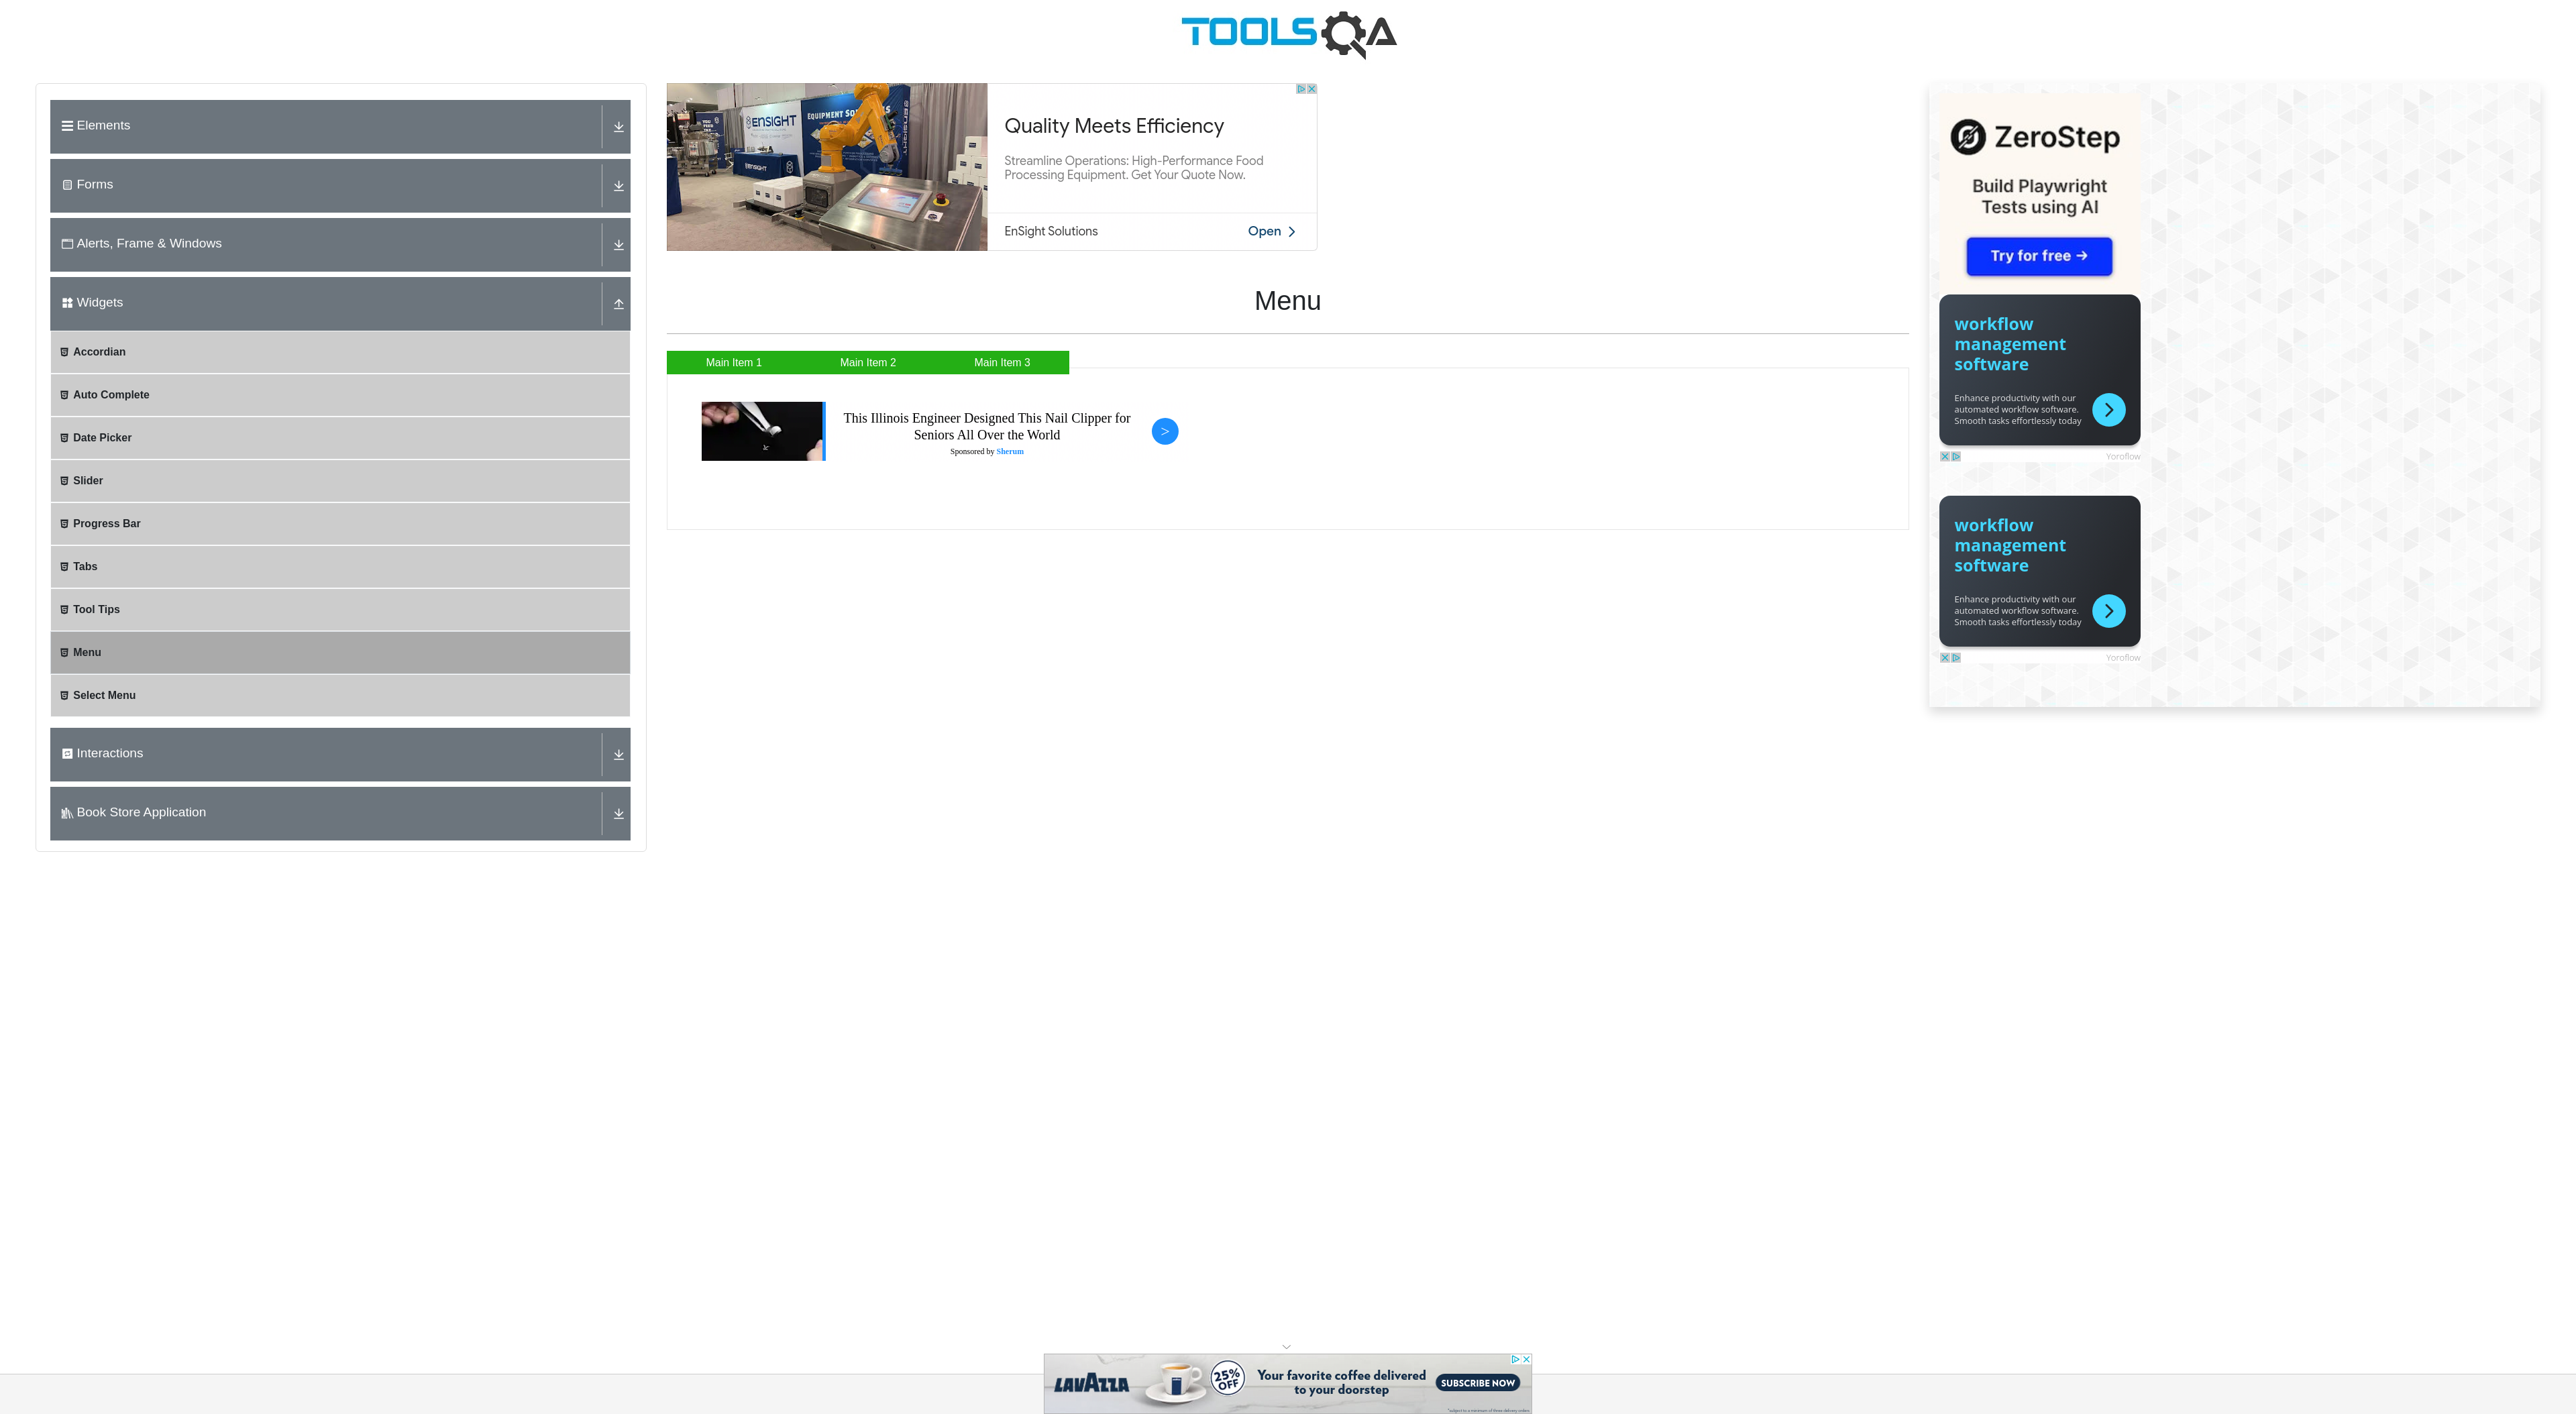 TOOLSQA
Elements
Forms
Alerts, Frame & Windows
Widgets
Accordian
Auto Complete
Date Picker
Slider
Progress Bar
Tabs
Tool Tips
Menu
Select Menu
Interactions
Book Store Application
ENSIGHT
EQUIPMENT
Quality Meets Efficiency
Streamline Operations: High-Performance Food
Processing Equipment. Get Your Quote Now.
EnSight Solutions
Open
Menu
Main Item 1
Main Item 2
Main Item 3
This Illinois Engineer Designed This Nail Clipper for
Seniors All Over the World
Sponsored by Sherum
>
ZeroStep
Build Playwright
Tests using AI
Try for free →
workflow
management
software
Enhance productivity with our
automated workflow software.
Smooth tasks effortlessly today
Yoroflow
workflow
management
software
Enhance productivity with our
automated workflow software.
Smooth tasks effortlessly today
Yoroflow
LAVAZZA
25%
OFF
Your favorite coffee delivered
to your doorstep
SUBSCRIBE NOW